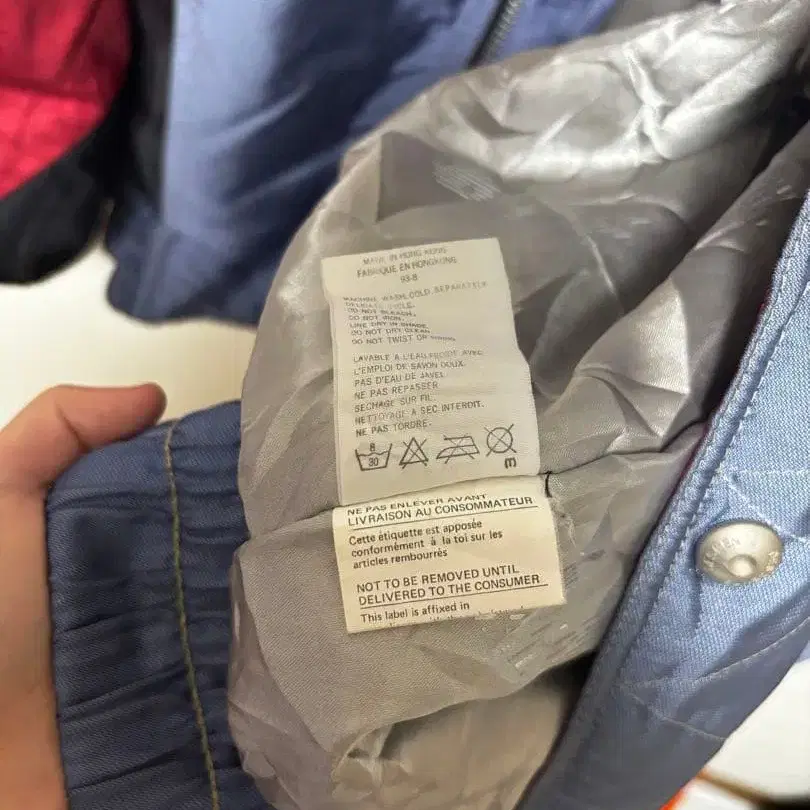 MADE IN HONG KONG
FABRIQUE EN HONGKONG
93-8
MACHINE WASH, COLD SEPARATELY
DELICATE CYCLE.
DO NOT BLEACH.
DO NOT IRON.
LINE DRY IN SHADE
DO NOT DRY CLEAN
DO NOT TWIST OR WRING
LAVABLE A L'EAU FROIDE AVEC
L'EMPLOI DE SAVON DOUX.
PAS D'EAU DE JAVEL
NE PAS REPASSER
SECHAGE SUR FIL.
NETTOYAGE A SEC INTERDIT.
NE PAS TORDRE.
8
30
m
NE PAS ENLEVER AVANT
LIVRAISON AU CONSOMMATEUR
Cette étiquette est apposée
conformément à la toi sur les
articles rembourrés
NOT TO BE REMOVED UNTIL
DELIVERED TO THE CONSUMER
This label is affixed in